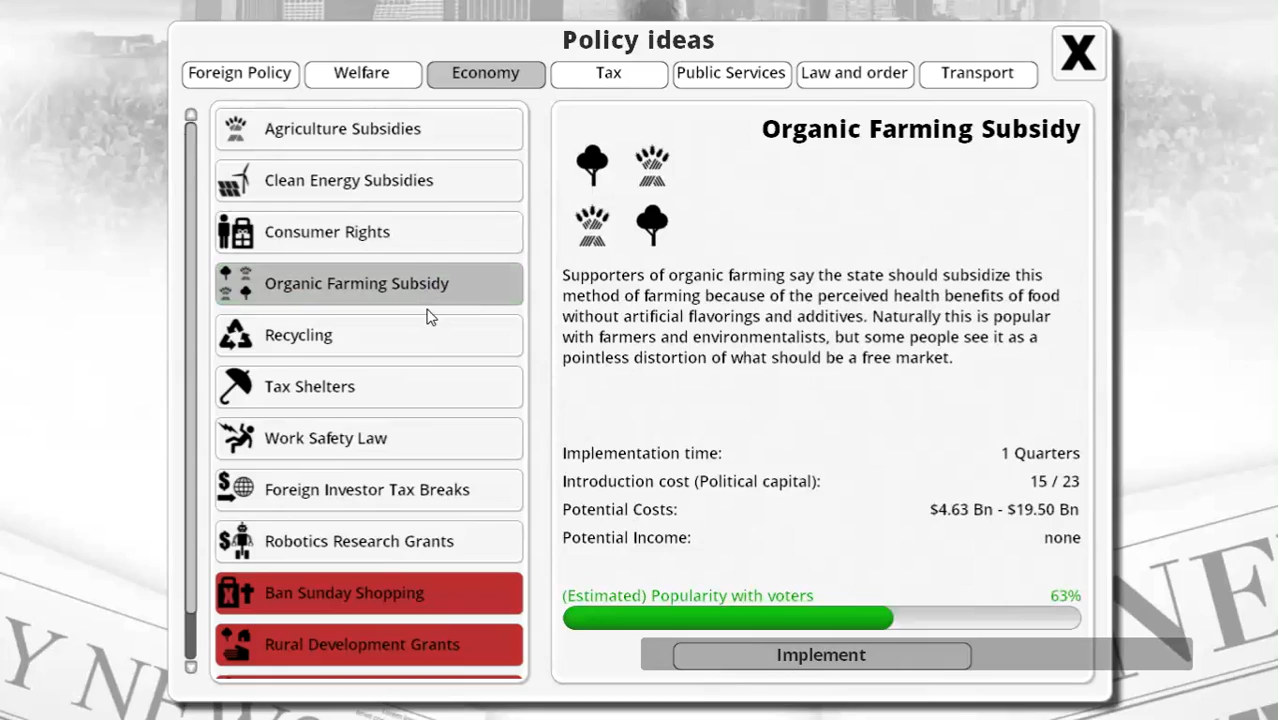 Policy ideas
X
Foreign Policy
Welfare
Economy
Tax
Public Services
Law and order
Transport
Agriculture Subsidies
Clean Energy Subsidies
Consumer Rights
Organic Farming Subsidy
Recycling
Tax Shelters
Work Safety Law
Foreign Investor Tax Breaks
Robotics Research Grants
Ban Sunday Shopping
Rural Development Grants
Organic Farming Subsidy
Supporters of organic farming say the state should subsidize this
method of farming because of the perceived health benefits of food
without artificial flavorings and additives. Naturally this is popular
with farmers and environmentalists, but some people see it as a
pointless distortion of what should be a free market.
Implementation time: 1 Quarters
Introduction cost (Political capital): 15 / 23
Potential Costs: $4.63 Bn - $19.50 Bn
Potential Income: none
(Estimated) Popularity with voters 63%
Implement